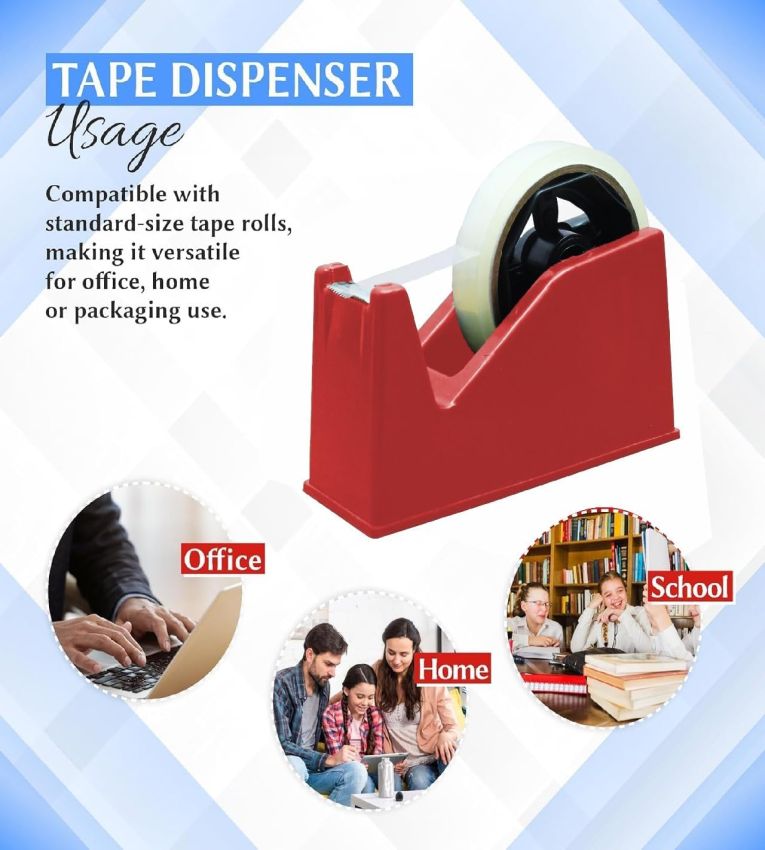 TAPE DISPENSER
Usage
Compatible with
standard-size tape rolls,
making it versatile
for office, home
or packaging use.
Office
Home
School